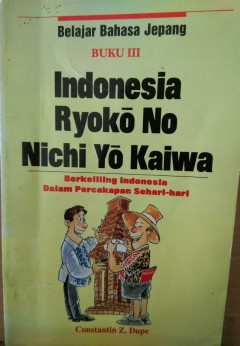 Belajar Bahasa Jepang
BUKU III
Indonesia
Ryokō No
Nichi Yō Kaiwa
Berkeliling Indonesia
Dalam Percakapan Sehari-hari
Constantin Z. Dupe